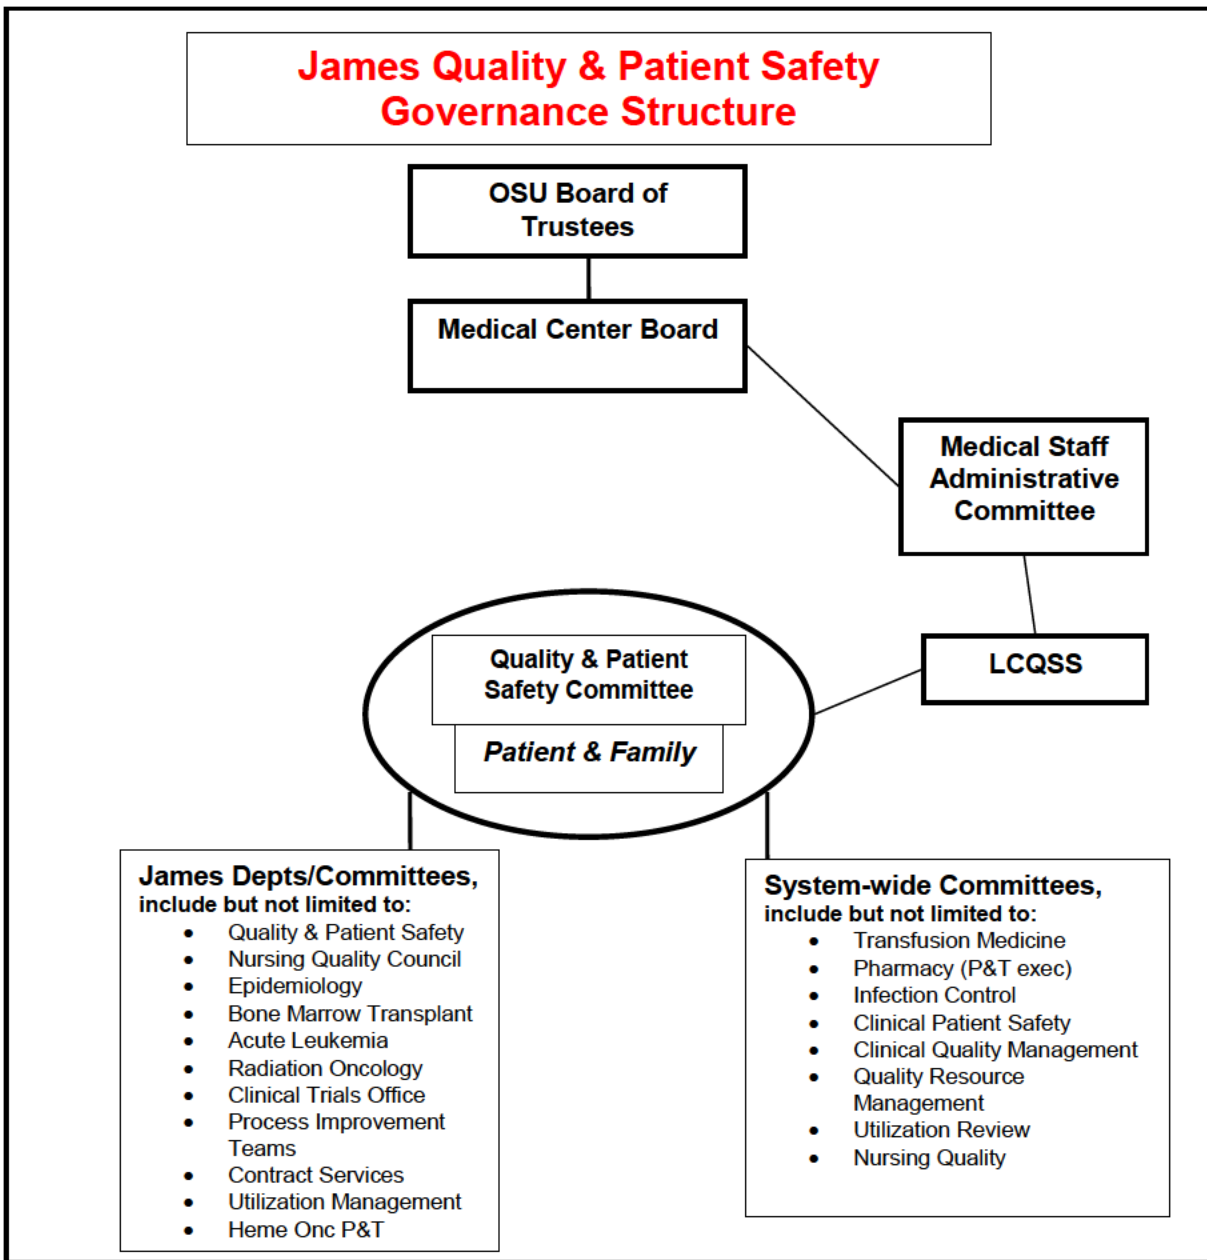 James Quality & Patient Safety
Governance Structure
OSU Board of
Trustees
Medical Center Board
Medical Staff
Administrative
Committee
LCQSS
Quality & Patient
Safety Committee
Patient & Family
James Depts/Committees,
include but not limited to:
• Quality & Patient Safety
• Nursing Quality Council
• Epidemiology
• Bone Marrow Transplant
• Acute Leukemia
• Radiation Oncology
• Clinical Trials Office
• Process Improvement
Teams
• Contract Services
• Utilization Management
• Heme Onc P&T
System-wide Committees,
include but not limited to:
• Transfusion Medicine
• Pharmacy (P&T exec)
• Infection Control
• Clinical Patient Safety
• Clinical Quality Management
• Quality Resource
Management
• Utilization Review
• Nursing Quality